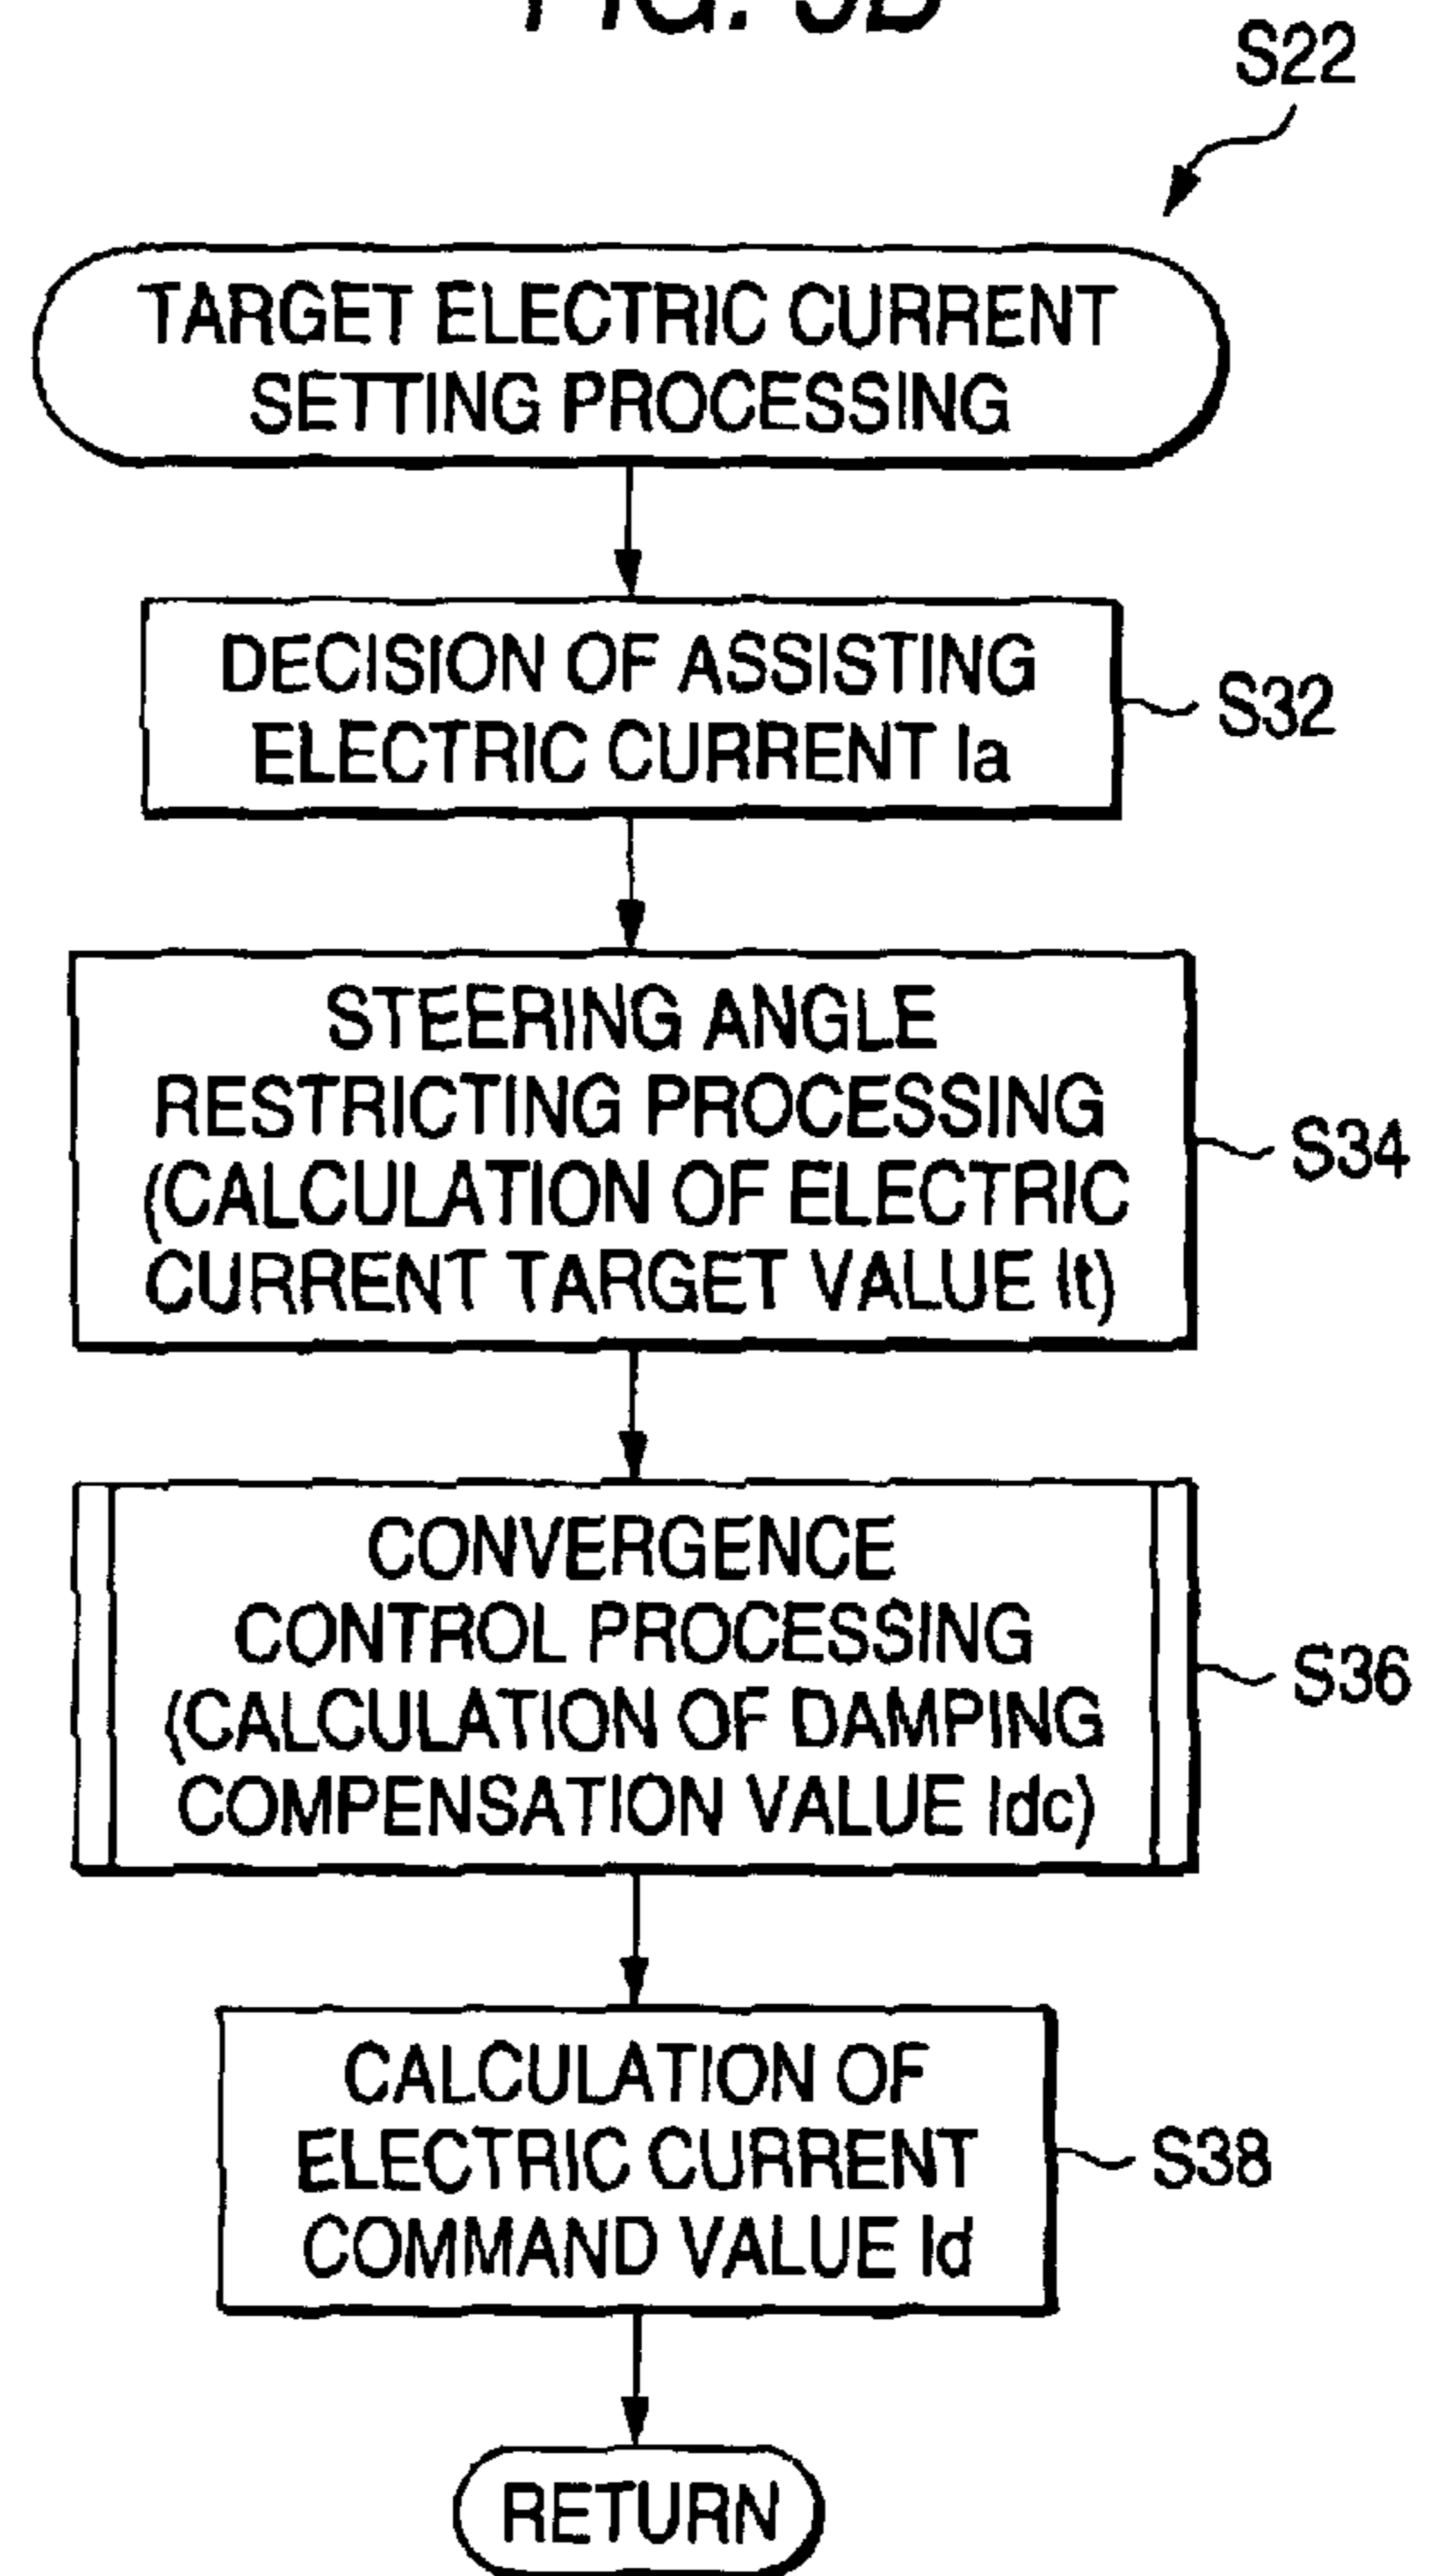 FIG. 5B
S22
TARGET ELECTRIC CURRENT
SETTING PROCESSING
DECISION OF ASSISTING
ELECTRIC CURRENT Ia
S32
STEERING ANGLE
RESTRICTING PROCESSING
(CALCULATION OF ELECTRIC
CURRENT TARGET VALUE It)
S34
CONVERGENCE
CONTROL PROCESSING
(CALCULATION OF DAMPING
COMPENSATION VALUE Idc)
S36
CALCULATION OF
ELECTRIC CURRENT
COMMAND VALUE Id
S38
RETURN